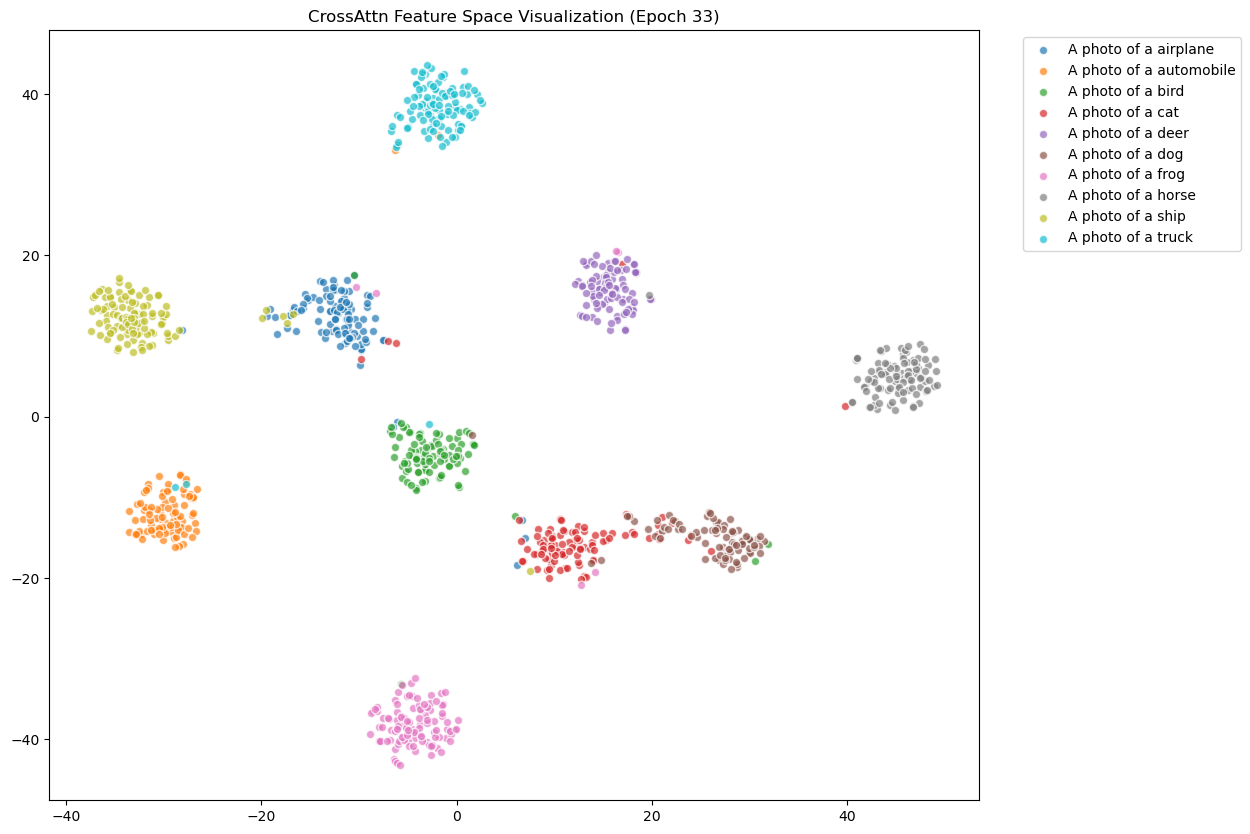 CrossAttn Feature Space Visualization (Epoch 33)
A photo of a airplane
A photo of a automobile
A photo of a bird
A photo of a cat
A photo of a deer
A photo of a dog
A photo of a frog
A photo of a horse
A photo of a ship
A photo of a truck
40
20
0
−20
−40
−40 −20 0 20 40